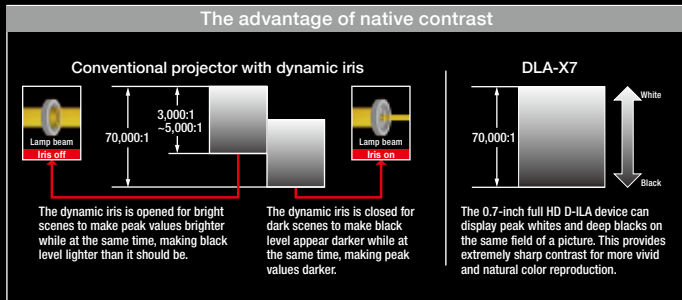 The advantage of native contrast
Conventional projector with dynamic iris
Lamp beam
Iris off
70,000:1
3,000:1
~5,000:1
Lamp beam
Iris on
The dynamic iris is opened for bright
scenes to make peak values brighter
while at the same time, making black
level lighter than it should be.
The dynamic iris is closed for
dark scenes to make black
level appear darker while at
the same time, making peak
values darker.
DLA-X7
70,000:1
White
Black
The 0.7-inch full HD D-ILA device can
display peak whites and deep blacks on
the same field of a picture. This provides
extremely sharp contrast for more vivid
and natural color reproduction.